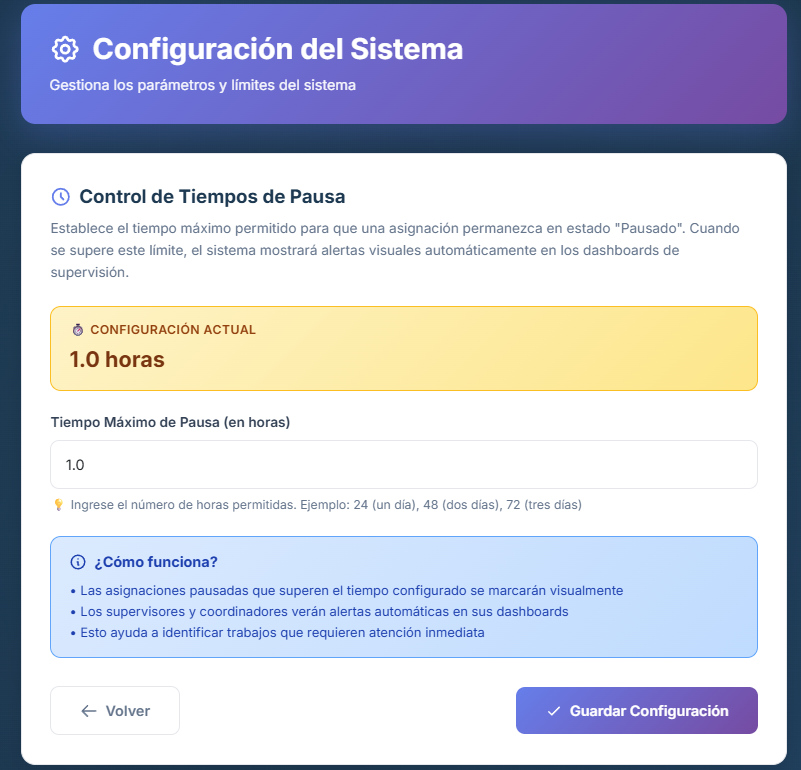 Configuración del Sistema
Gestiona los parámetros y límites del sistema
Control de Tiempos de Pausa
Establece el tiempo máximo permitido para que una asignación permanezca en estado "Pausado". Cuando
se supere este límite, el sistema mostrará alertas visuales automáticamente en los dashboards de
supervisión.
CONFIGURACIÓN ACTUAL
1.0 horas
Tiempo Máximo de Pausa (en horas)
1.0
Ingrese el número de horas permitidas. Ejemplo: 24 (un día), 48 (dos días), 72 (tres días)
¿Cómo funciona?
• Las asignaciones pausadas que superen el tiempo configurado se marcarán visualmente
• Los supervisores y coordinadores verán alertas automáticas en sus dashboards
• Esto ayuda a identificar trabajos que requieren atención inmediata
Volver
Guardar Configuración